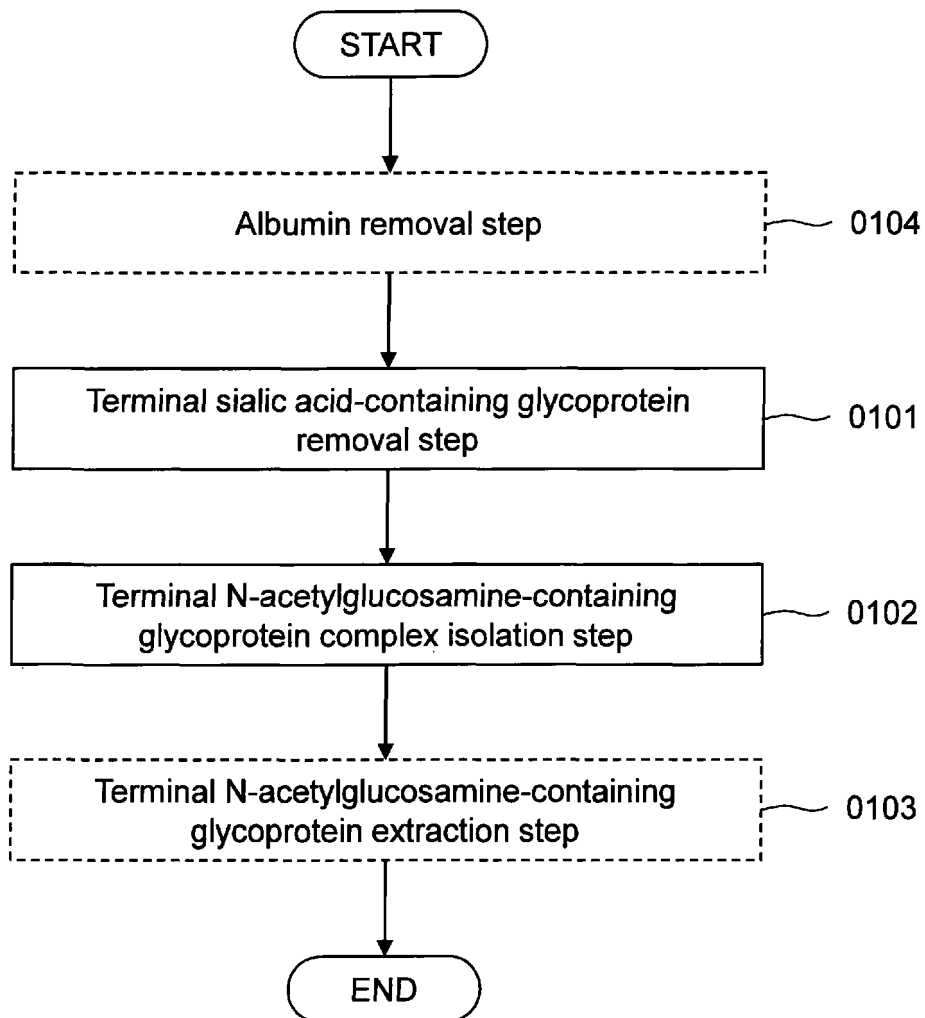 START
Albumin removal step
0104
Terminal sialic acid-containing glycoprotein
removal step
0101
Terminal N-acetylglucosamine-containing
glycoprotein complex isolation step
0102
Terminal N-acetylglucosamine-containing
glycoprotein extraction step
0103
END